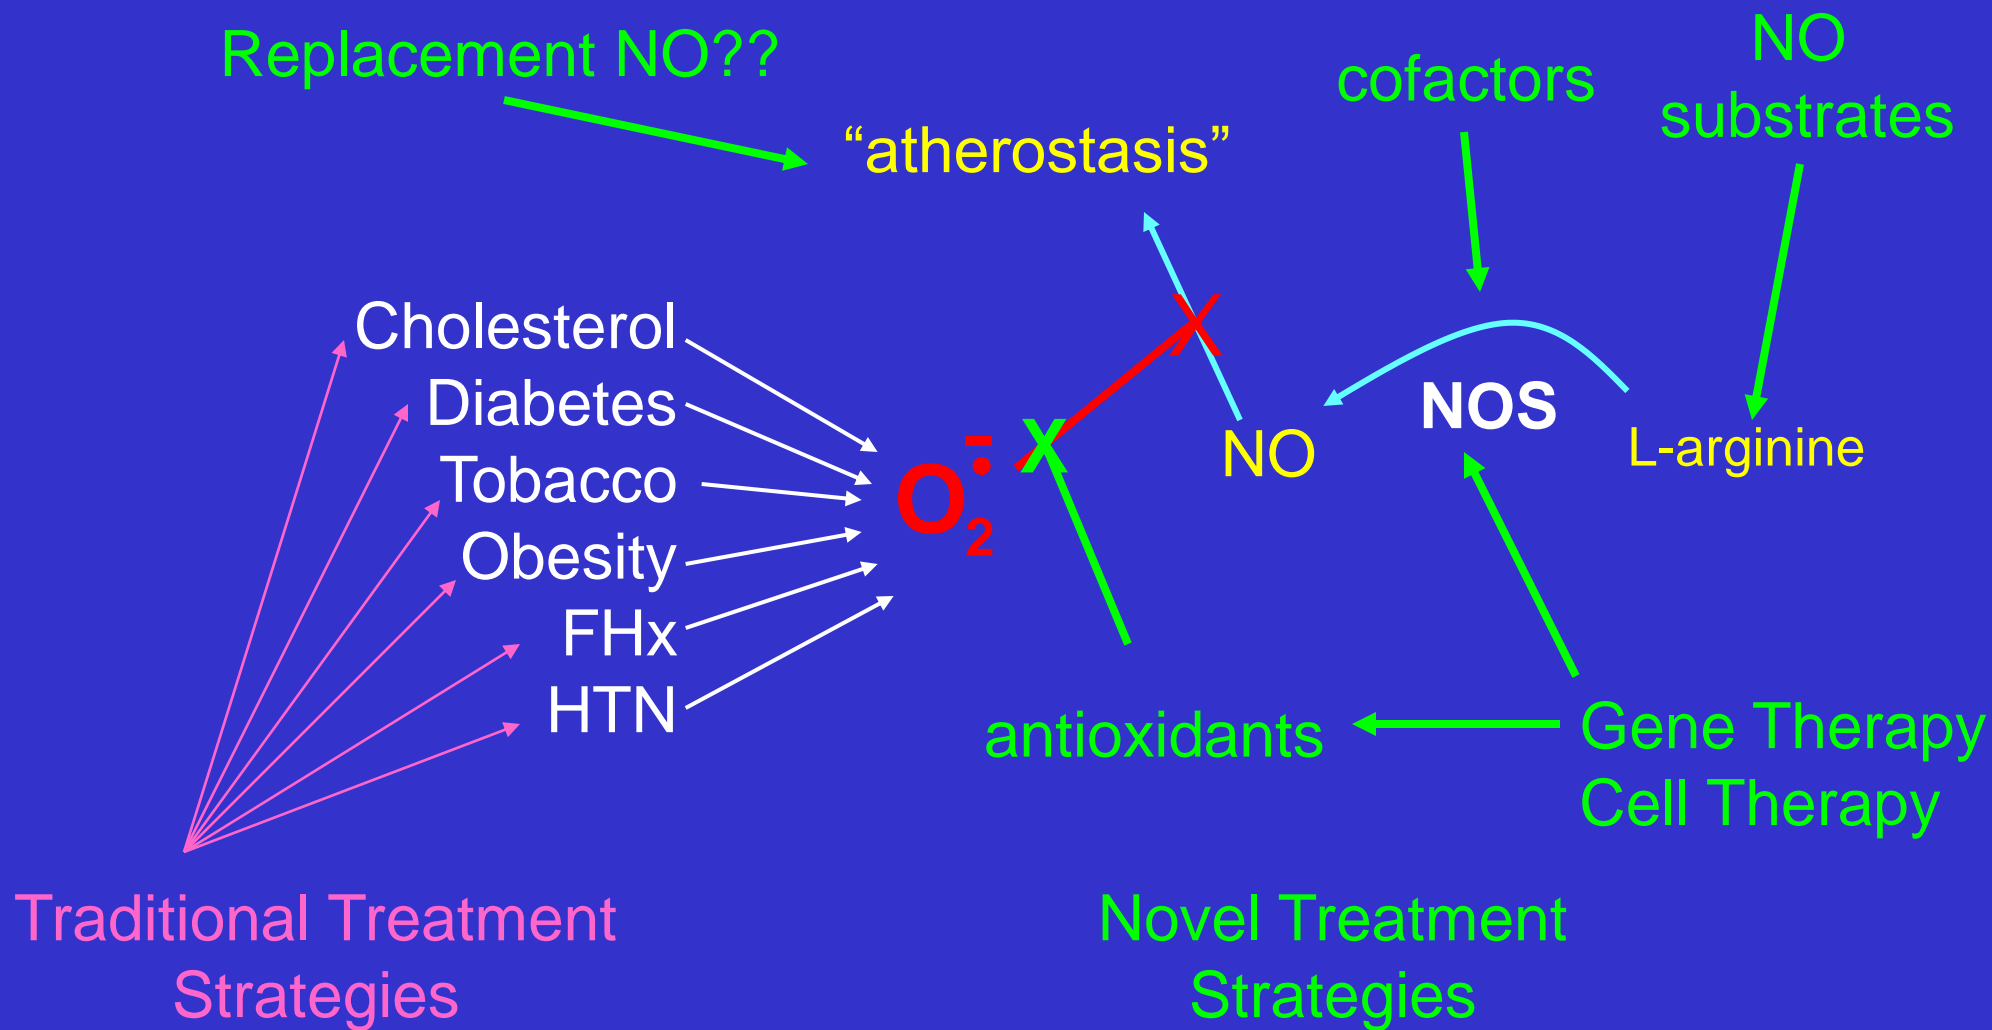 Replacement NO??
cofactors
NO
substrates
“atherostasis”
Cholesterol
Diabetes
Tobacco
Obesity
FHx
HTN
X
X
O₂•-
NO
NOS
L-arginine
antioxidants
Gene Therapy
Cell Therapy
Traditional Treatment
Strategies
Novel Treatment
Strategies